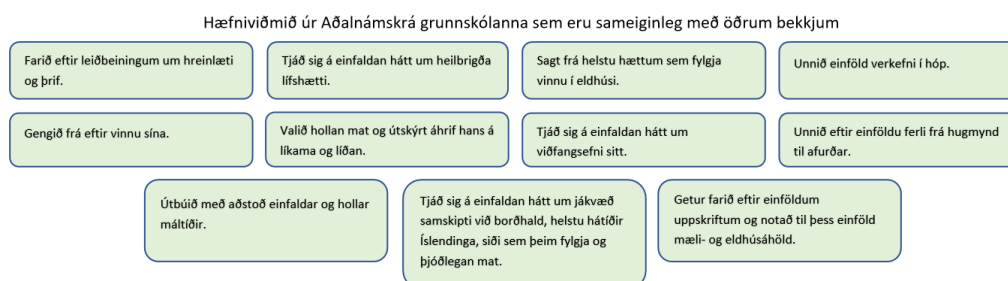 Hæfniviðmið úr Aðalnámskrá grunnskólanna sem eru sameiginleg með öðrum bekkjum
Farið eftir leiðbeiningum um hreinlæti
og þrif.
Tjáð sig á einfaldan hátt um heilbrigða
lífshætti.
Sagt frá helstu hættum sem fylgja
vinnu í eldhúsi.
Unnið einföld verkefni í hóp.
Gengið frá eftir vinnu sína.
Valið hollan mat og útskýrt áhrif hans á
líkama og líðan.
Tjáð sig á einfaldan hátt um
viðfangsefni sitt.
Unnið eftir einföldu ferli frá hugmynd
til afurðar.
Útbúið með aðstoð einfaldar og hollar
máltíðir.
Tjáð sig á einfaldan hátt um jákvæð
samskipti við borðhald, helstu hátíðir
Íslendinga, siði sem þeim fylgja og
þjóðlegan mat.
Getur farið eftir einföldum
uppskriftum og notað til þess einföld
mæli- og eldhúsáhöld.